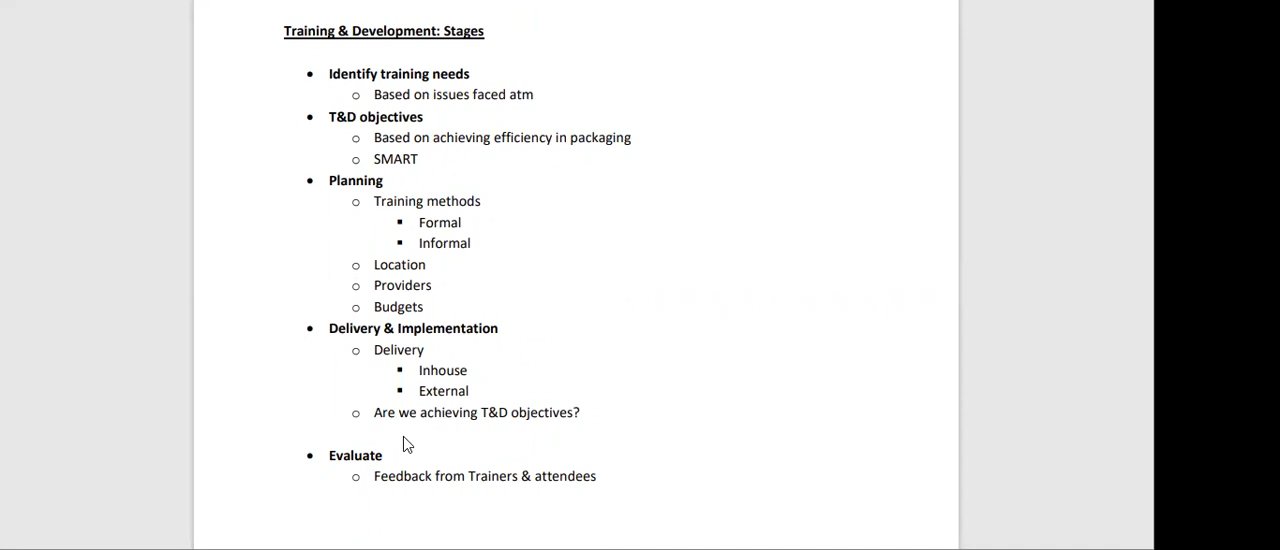 Training & Development: Stages
• Identify training needs
o Based on issues faced atm
• T&D objectives
o Based on achieving efficiency in packaging
o SMART
• Planning
o Training methods
▪ Formal
▪ Informal
o Location
o Providers
o Budgets
• Delivery & Implementation
o Delivery
▪ Inhouse
▪ External
o Are we achieving T&D objectives?
• Evaluate
o Feedback from Trainers & attendees